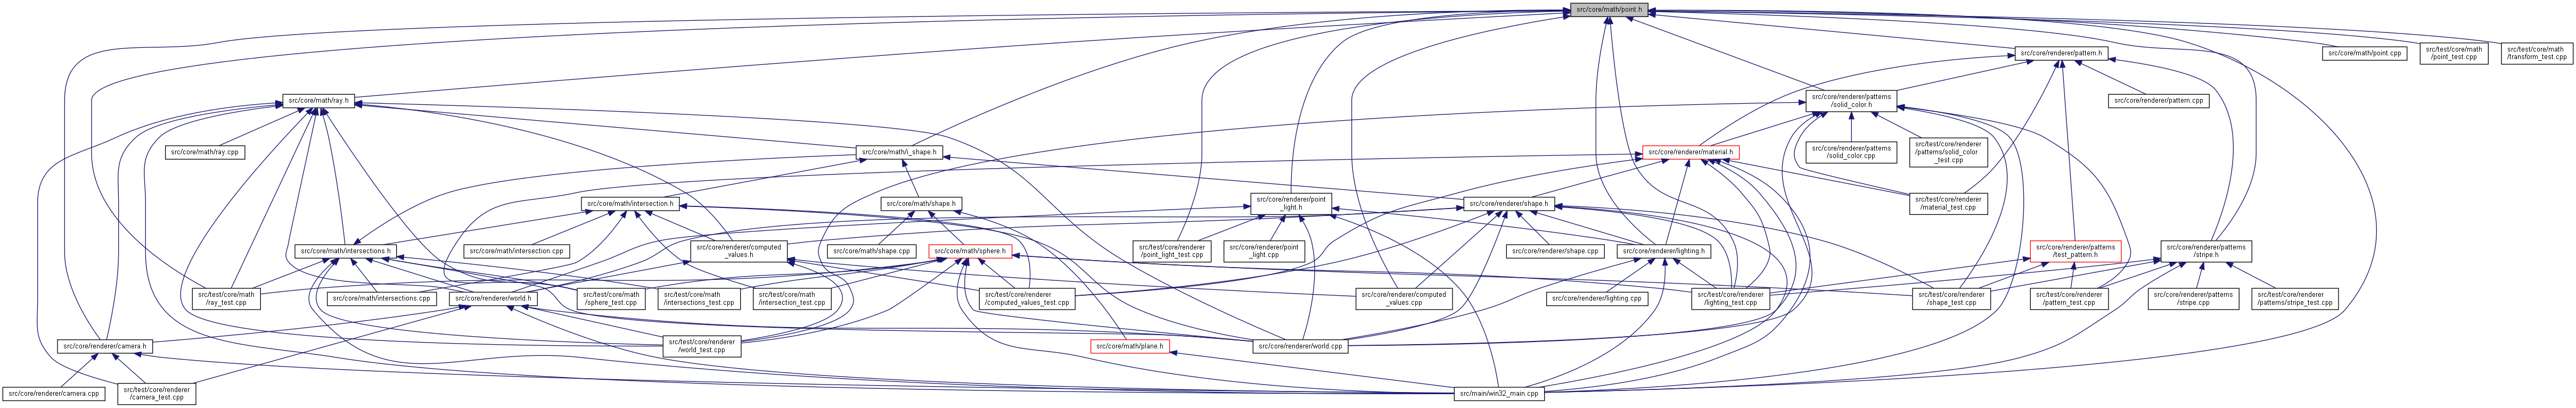 src/core/math/point.h
src/core/renderer/pattern.h
src/core/math/point.cpp
src/test/core/math
/point_test.cpp
src/test/core/math
/transform_test.cpp
src/core/math/ray.h
src/core/renderer/patterns
/solid_color.h
src/core/renderer/pattern.cpp
src/core/math/ray.cpp
src/core/math/i_shape.h
src/core/renderer/material.h
src/core/renderer/patterns
/solid_color.cpp
src/test/core/renderer
/patterns/solid_color
_test.cpp
src/core/math/intersection.h
src/core/math/shape.h
src/core/renderer/point
_light.h
src/core/renderer/shape.h
src/test/core/renderer
/material_test.cpp
src/core/math/intersections.h
src/core/math/intersection.cpp
src/core/renderer/computed
_values.h
src/core/math/shape.cpp
src/core/math/sphere.h
src/test/core/renderer
/point_light_test.cpp
src/core/renderer/point
_light.cpp
src/core/renderer/shape.cpp
src/core/renderer/lighting.h
src/core/renderer/patterns
/test_pattern.h
src/core/renderer/patterns
/stripe.h
src/test/core/math
/ray_test.cpp
src/core/math/intersections.cpp
src/core/renderer/world.h
src/test/core/math
/sphere_test.cpp
src/test/core/math
/intersections_test.cpp
src/test/core/math
/intersection_test.cpp
src/test/core/renderer
/computed_values_test.cpp
src/core/renderer/computed
_values.cpp
src/core/renderer/lighting.cpp
src/test/core/renderer
/lighting_test.cpp
src/test/core/renderer
/shape_test.cpp
src/test/core/renderer
/pattern_test.cpp
src/core/renderer/patterns
/stripe.cpp
src/test/core/renderer
/patterns/stripe_test.cpp
src/core/renderer/camera.h
src/test/core/renderer
/world_test.cpp
src/core/math/plane.h
src/core/renderer/world.cpp
src/core/renderer/camera.cpp
src/test/core/renderer
/camera_test.cpp
src/main/win32_main.cpp